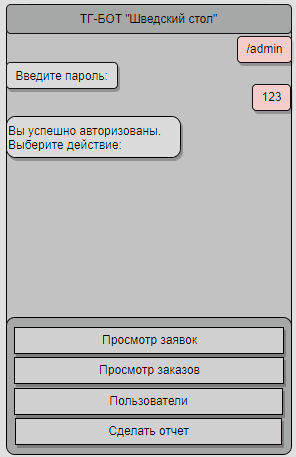 ТГ-БОТ "Шведский стол"
/admin
Введите пароль:
123
Вы успешно авторизованы.
Выберите действие:
Просмотр заявок
Просмотр заказов
Пользователи
Сделать отчет